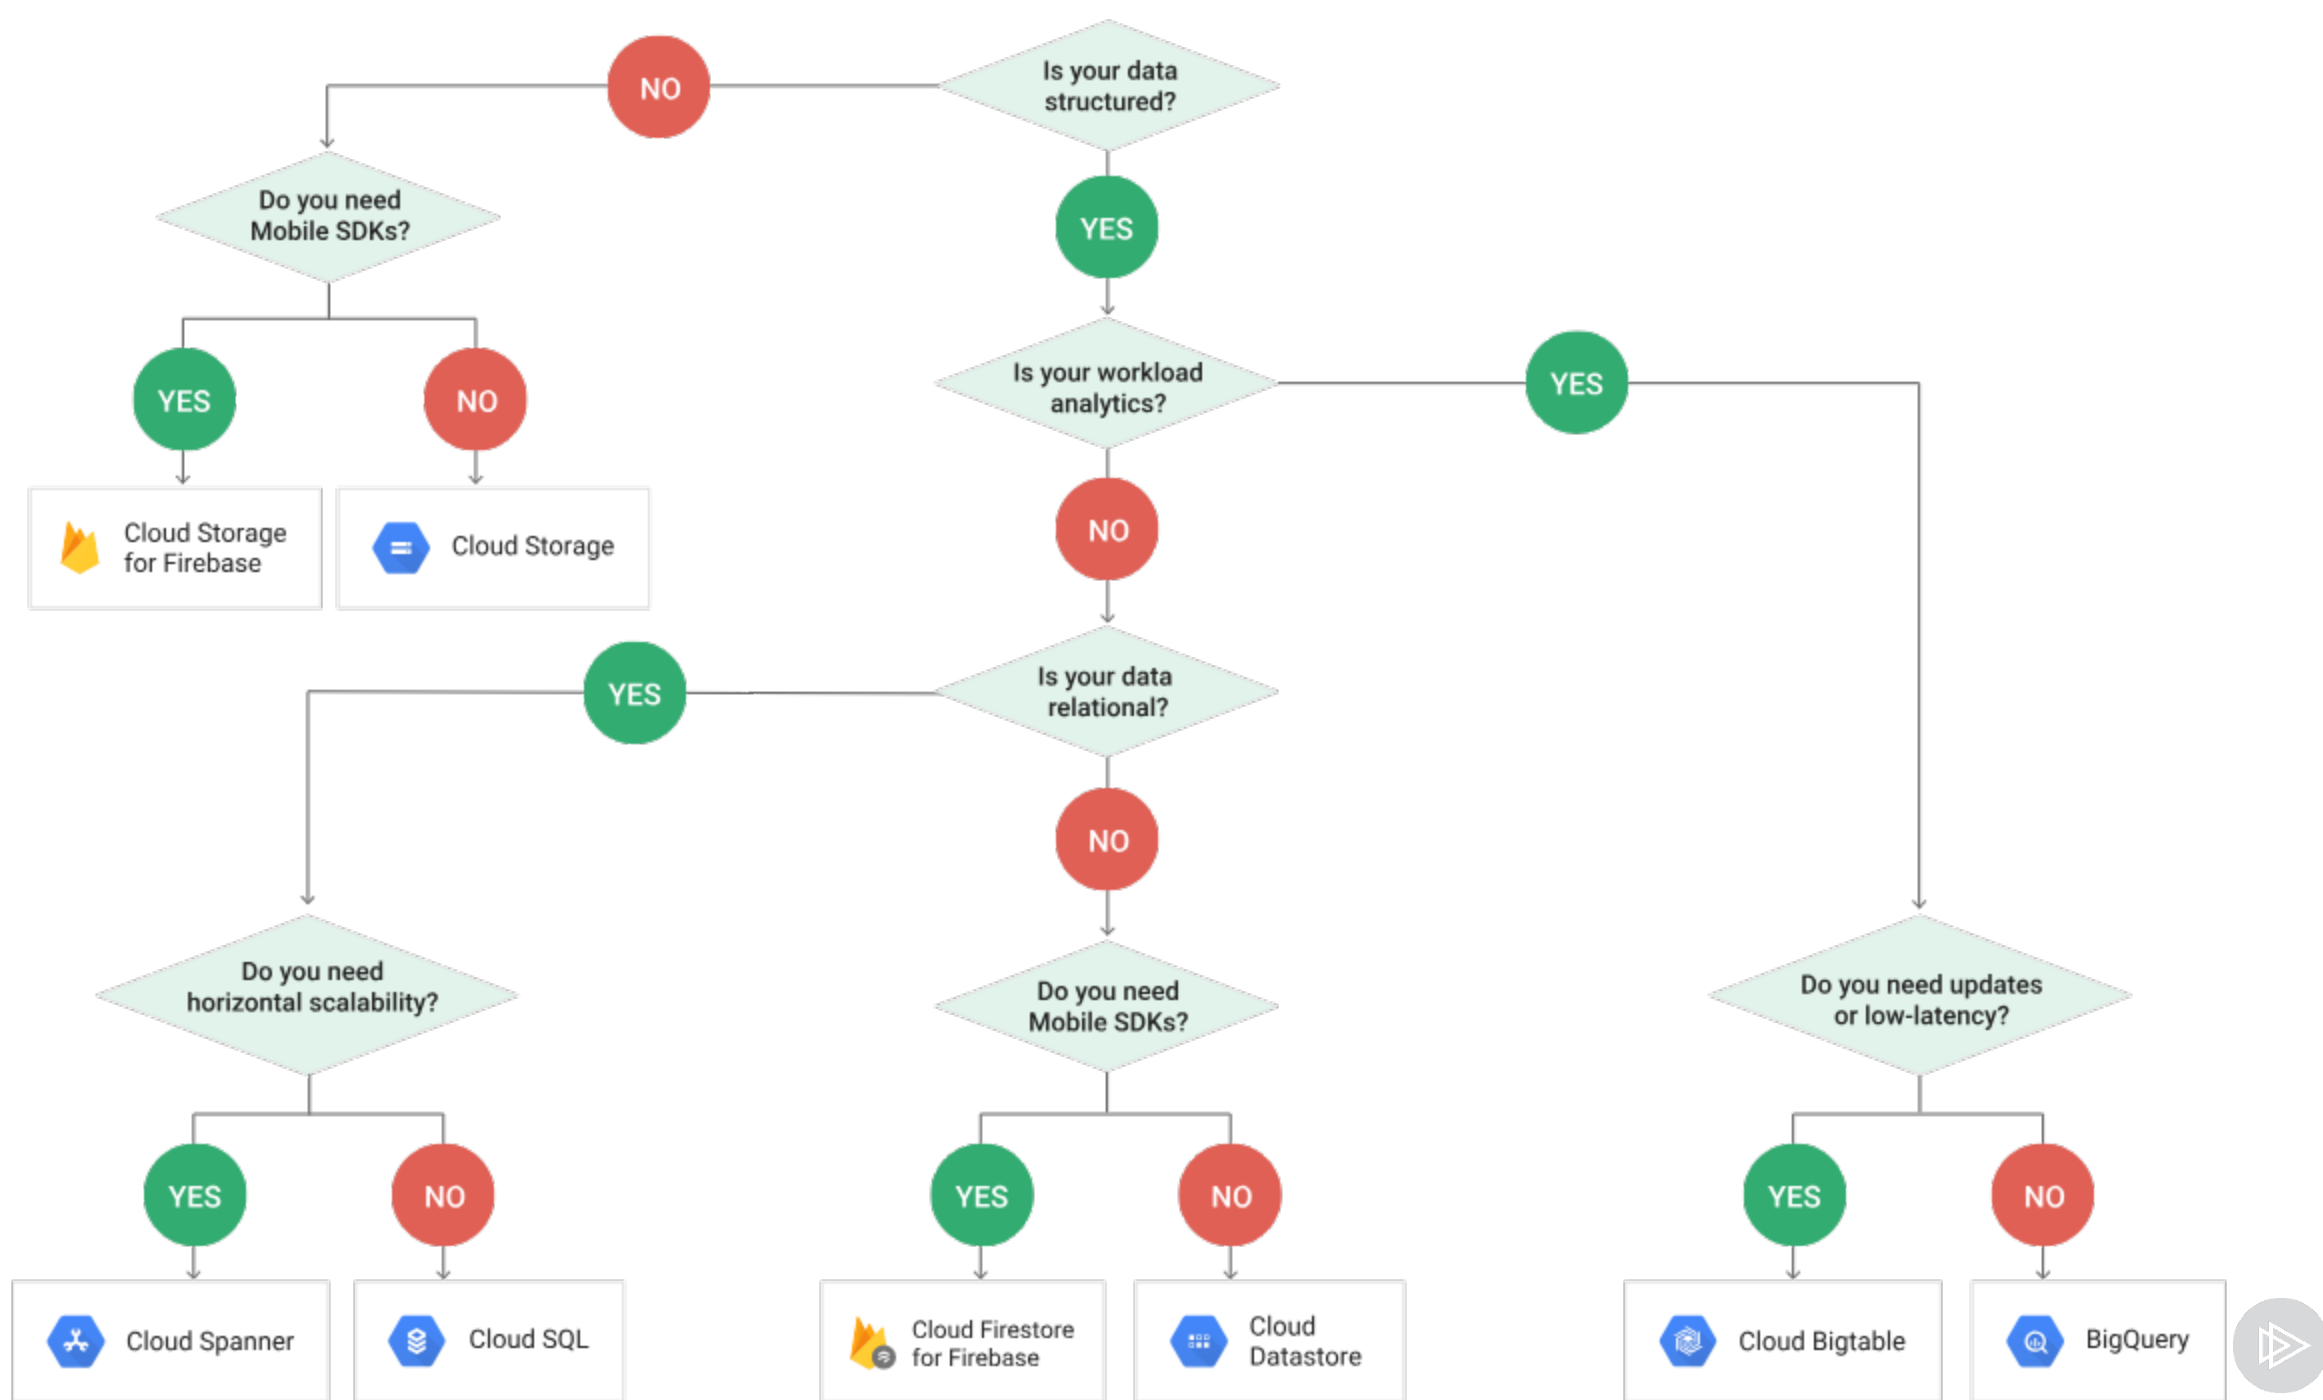 Is your data
structured?
NO
Do you need
Mobile SDKs?
YES
YES
NO
Cloud Storage
for Firebase
Cloud Storage
Is your workload
analytics?
YES
NO
Is your data
relational?
YES
NO
Do you need
horizontal scalability?
YES
NO
Cloud Spanner
Cloud SQL
Do you need
Mobile SDKs?
YES
NO
Cloud Firestore
for Firebase
Cloud
Datastore
Do you need updates
or low-latency?
YES
NO
Cloud Bigtable
BigQuery